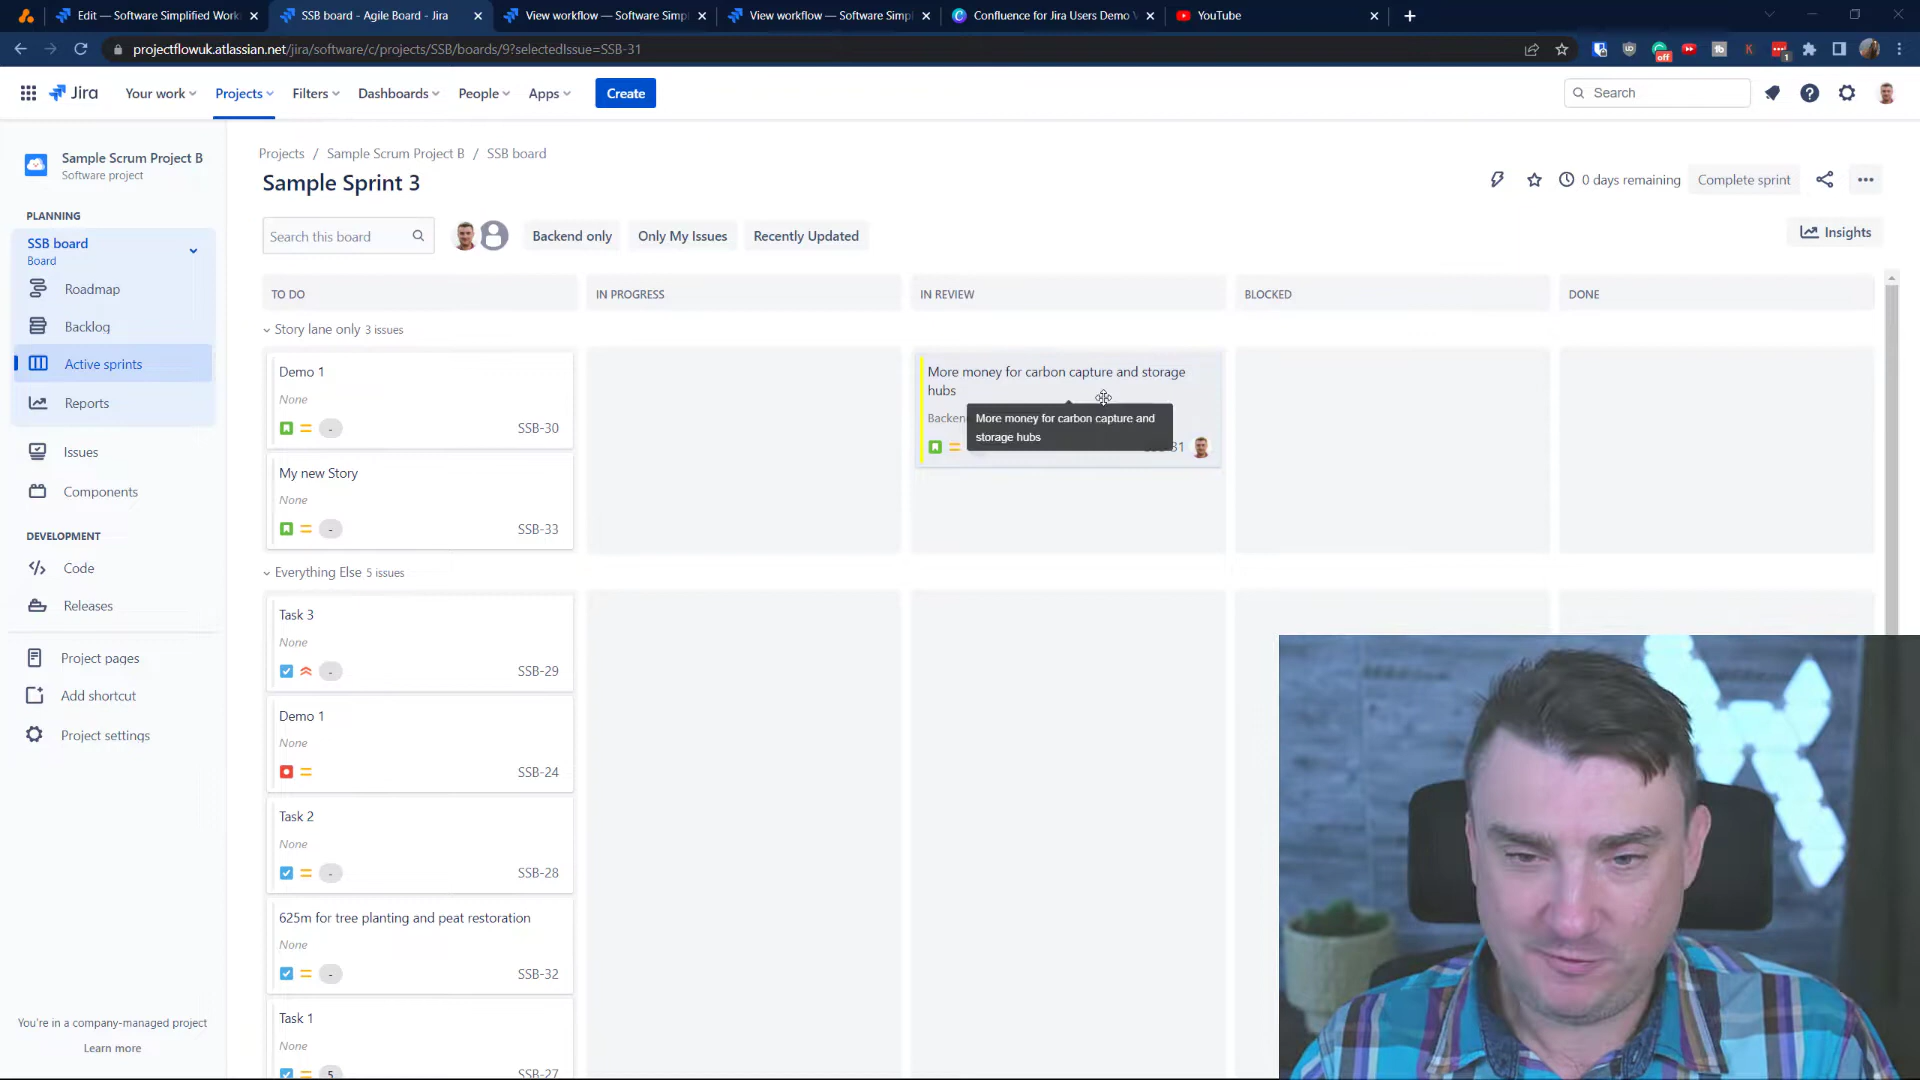 Edit — Software Simplified Work
SSB board - Agile Board - Jira
View workflow — Software Simpl
View workflow — Software Simpl
Confluence for Jira Users Demo V
YouTube
projectflowuk.atlassian.net/jira/software/c/projects/SSB/boards/9?selectedIssue=SSB-31
off
1
Jira
Your work
Projects
Filters
Dashboards
People
Apps
Create
Search
Sample Scrum Project B
Software project
PLANNING
SSB board
Board
Roadmap
Backlog
Active sprints
Reports
Issues
Components
DEVELOPMENT
Code
Releases
Project pages
Add shortcut
Project settings
You're in a company-managed project
Learn more
Projects / Sample Scrum Project B / SSB board
Sample Sprint 3
0 days remaining
Complete sprint
Search this board
Backend only
Only My Issues
Recently Updated
Insights
TO DO
IN PROGRESS
IN REVIEW
BLOCKED
DONE
Story lane only 3 issues
Demo 1
None
-
SSB-30
My new Story
None
-
SSB-33
More money for carbon capture and storage
hubs
Backen
More money for carbon capture and
storage hubs
31
Everything Else 5 issues
Task 3
None
-
SSB-29
Demo 1
None
SSB-24
Task 2
None
-
SSB-28
625m for tree planting and peat restoration
None
-
SSB-32
Task 1
None
5
SSB-27